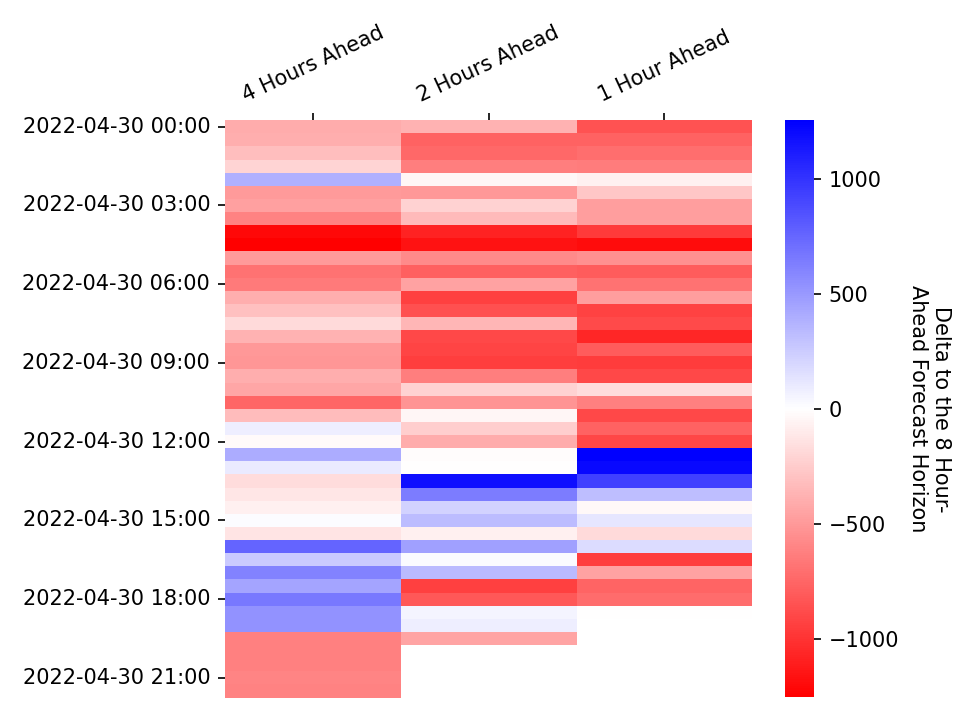 4 Hours Ahead
2 Hours Ahead
1 Hour Ahead
2022-04-30 00:00
2022-04-30 03:00
2022-04-30 06:00
2022-04-30 09:00
2022-04-30 12:00
2022-04-30 15:00
2022-04-30 18:00
2022-04-30 21:00
1000
500
0
−500
−1000
Delta to the 8 Hour-
Ahead Forecast Horizon